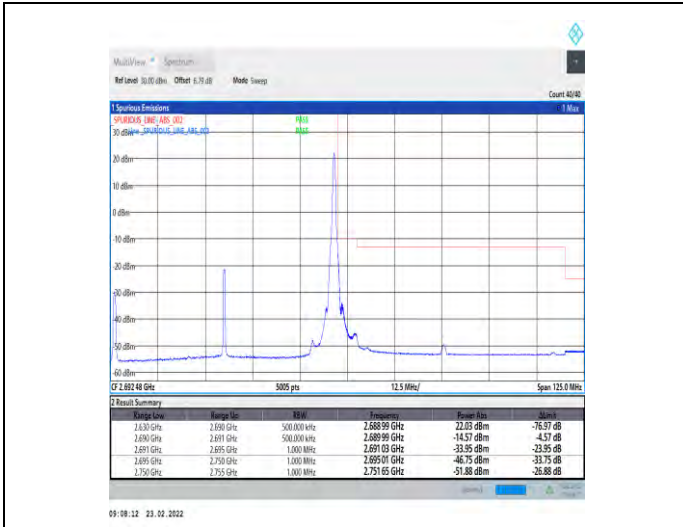 MultiView Spectrum
Ref Level 30.00 dBm Offset 6.78 dB Mode Sweep
Count 40/40
1 Spurious Emissions 1 Max
SPURIOUS_LINE_ABS_002 PASS
Line _SPURIOUS_LINE_ABS_002 PASS
30 dBm
20 dBm
10 dBm
0 dBm
-10 dBm
-20 dBm
-30 dBm
-40 dBm
-50 dBm
-60 dBm
CF 2.692 48 GHz 5005 pts 12.5 MHz/ Span 125.0 MHz
2 Result Summary
Range Low Range Up RBW Frequency Power Abs ΔLimit
2.630 GHz 2.690 GHz 500.000 kHz 2.688 99 GHz 22.03 dBm -76.97 dB
2.690 GHz 2.691 GHz 500.000 kHz 2.689 99 GHz -14.57 dBm -4.57 dB
2.691 GHz 2.695 GHz 1.000 MHz 2.691 03 GHz -33.95 dBm -23.95 dB
2.695 GHz 2.750 GHz 1.000 MHz 2.695 01 GHz -46.75 dBm -33.75 dB
2.750 GHz 2.755 GHz 1.000 MHz 2.751 65 GHz -51.88 dBm -26.88 dB
09:08:12 23.02.2022